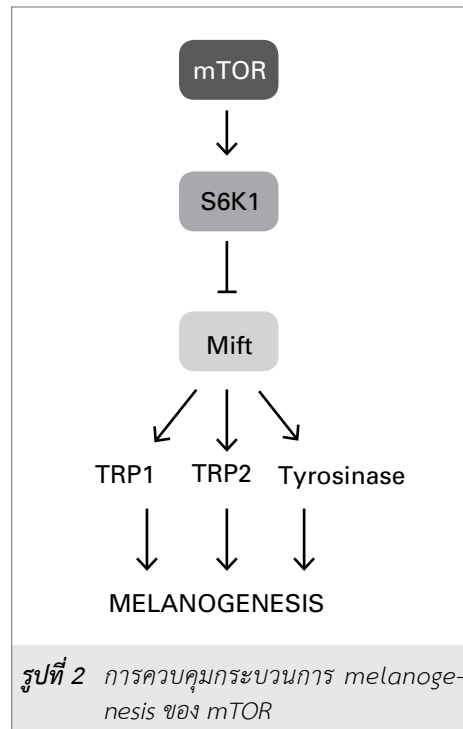 mTOR
S6K1
Mift
TRP1 TRP2 Tyrosinase
MELANOGENESIS
รูปที่ 2 การควบคุมกระบวนการ melanoge-
nesis ของ mTOR